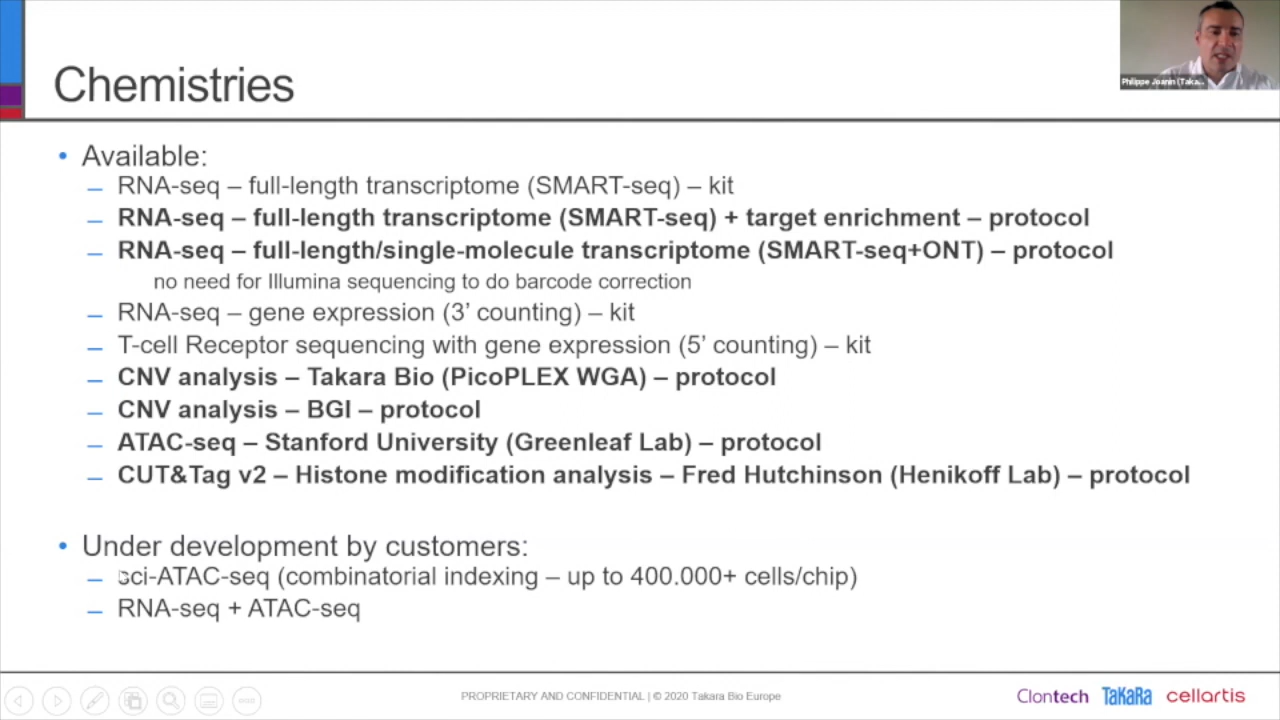 Chemistries
Philippe Joanin (Taka...
• Available:
– RNA-seq – full-length transcriptome (SMART-seq) – kit
– RNA-seq – full-length transcriptome (SMART-seq) + target enrichment – protocol
– RNA-seq – full-length/single-molecule transcriptome (SMART-seq+ONT) – protocol
no need for Illumina sequencing to do barcode correction
– RNA-seq – gene expression (3’ counting) – kit
– T-cell Receptor sequencing with gene expression (5’ counting) – kit
– CNV analysis – Takara Bio (PicoPLEX WGA) – protocol
– CNV analysis – BGI – protocol
– ATAC-seq – Stanford University (Greenleaf Lab) – protocol
– CUT&Tag v2 – Histone modification analysis – Fred Hutchinson (Henikoff Lab) – protocol
• Under development by customers:
– sci-ATAC-seq (combinatorial indexing – up to 400.000+ cells/chip)
– RNA-seq + ATAC-seq
PROPRIETARY AND CONFIDENTIAL | © 2020 Takara Bio Europe
Clontech TaKaRa cellartis